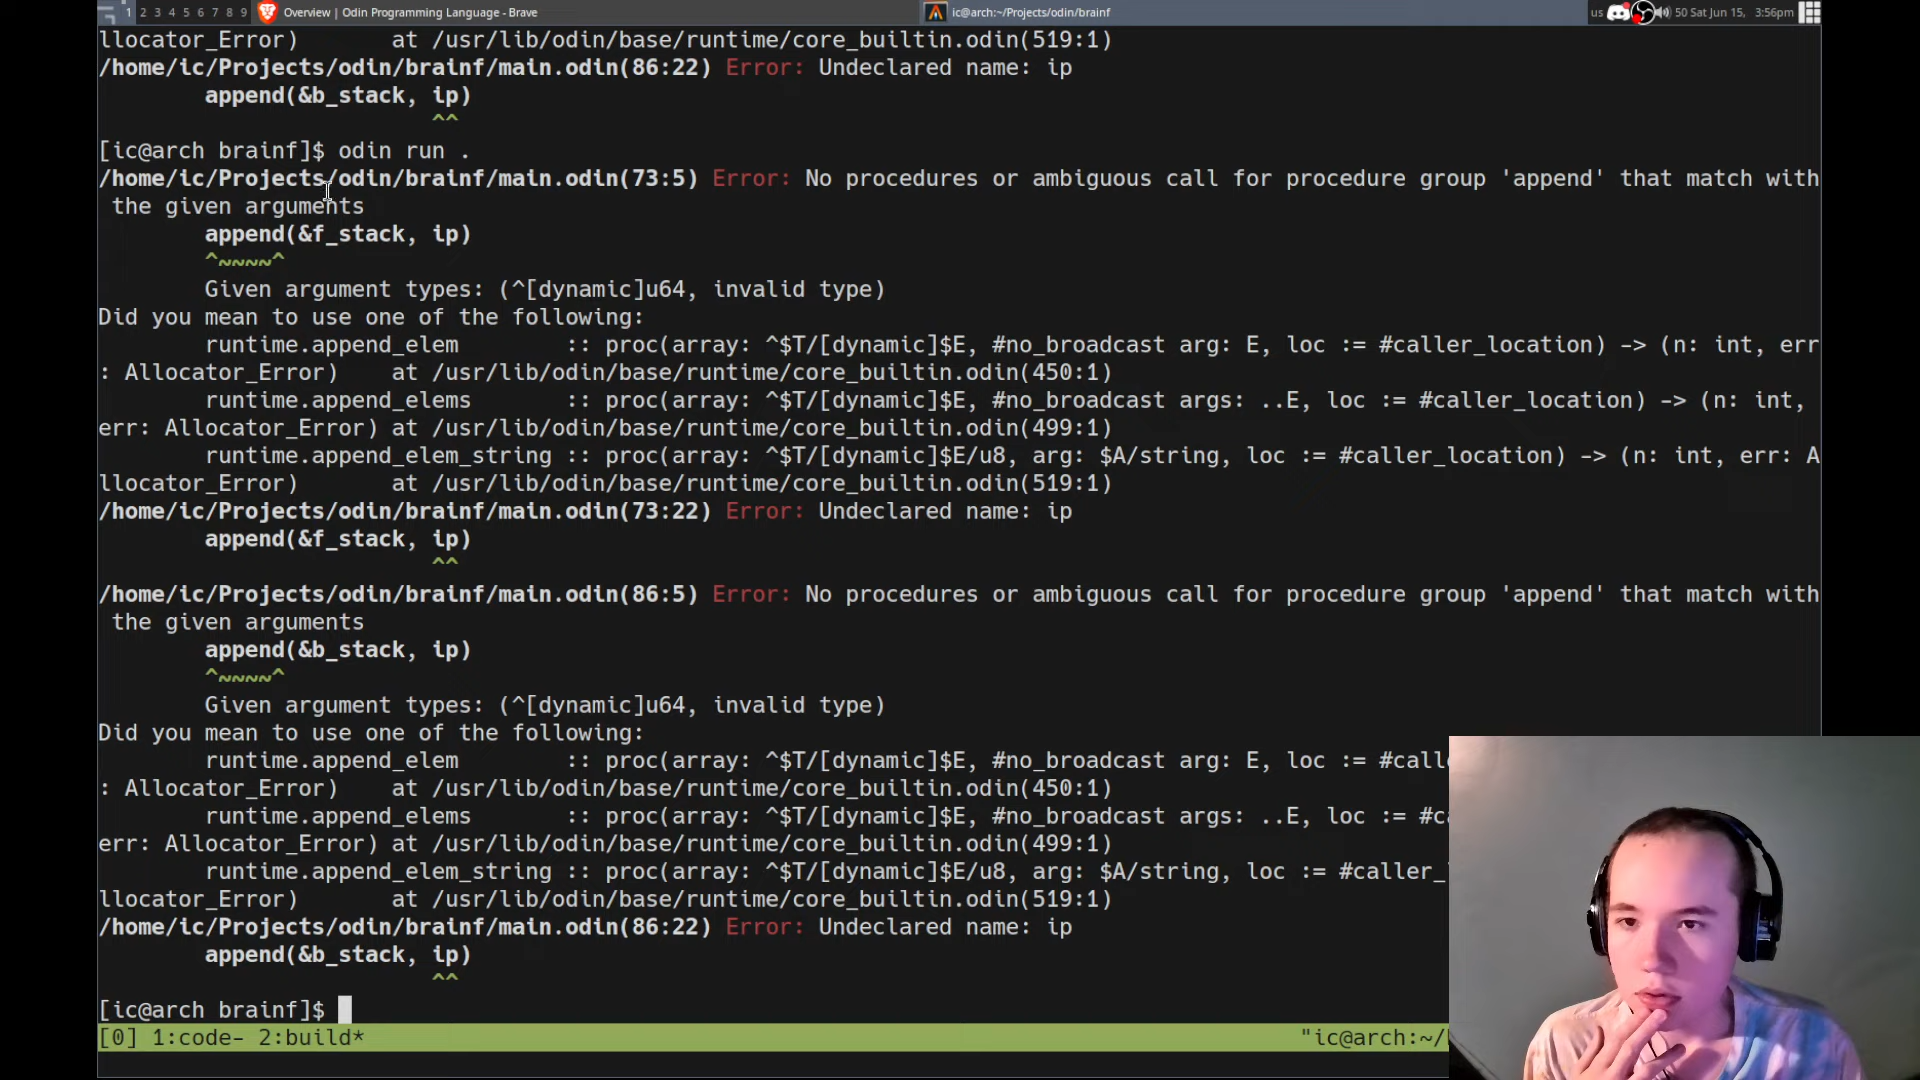 1 2 3 4 5 6 7 8 9 Overview | Odin Programming Language - Brave ic@arch:~/Projects/odin/brainf us 50 Sat Jun 15, 3:56pm
llocator_Error) at /usr/lib/odin/base/runtime/core_builtin.odin(519:1)
/home/ic/Projects/odin/brainf/main.odin(86:22) Error: Undeclared name: ip
append(&b_stack, ip)
^^
[ic@arch brainf]$ odin run .
/home/ic/Projects/odin/brainf/main.odin(73:5) Error: No procedures or ambiguous call for procedure group 'append' that match with
the given arguments
append(&f_stack, ip)
^~~~~^
Given argument types: (^[dynamic]u64, invalid type)
Did you mean to use one of the following:
runtime.append_elem :: proc(array: ^$T/[dynamic]$E, #no_broadcast arg: E, loc := #caller_location) -> (n: int, err
: Allocator_Error) at /usr/lib/odin/base/runtime/core_builtin.odin(450:1)
runtime.append_elems :: proc(array: ^$T/[dynamic]$E, #no_broadcast args: ..E, loc := #caller_location) -> (n: int,
err: Allocator_Error) at /usr/lib/odin/base/runtime/core_builtin.odin(499:1)
runtime.append_elem_string :: proc(array: ^$T/[dynamic]$E/u8, arg: $A/string, loc := #caller_location) -> (n: int, err: A
llocator_Error) at /usr/lib/odin/base/runtime/core_builtin.odin(519:1)
/home/ic/Projects/odin/brainf/main.odin(73:22) Error: Undeclared name: ip
append(&f_stack, ip)
^^
/home/ic/Projects/odin/brainf/main.odin(86:5) Error: No procedures or ambiguous call for procedure group 'append' that match with
the given arguments
append(&b_stack, ip)
^~~~~^
Given argument types: (^[dynamic]u64, invalid type)
Did you mean to use one of the following:
runtime.append_elem :: proc(array: ^$T/[dynamic]$E, #no_broadcast arg: E, loc := #call
: Allocator_Error) at /usr/lib/odin/base/runtime/core_builtin.odin(450:1)
runtime.append_elems :: proc(array: ^$T/[dynamic]$E, #no_broadcast args: ..E, loc := #c
err: Allocator_Error) at /usr/lib/odin/base/runtime/core_builtin.odin(499:1)
runtime.append_elem_string :: proc(array: ^$T/[dynamic]$E/u8, arg: $A/string, loc := #caller_
llocator_Error) at /usr/lib/odin/base/runtime/core_builtin.odin(519:1)
/home/ic/Projects/odin/brainf/main.odin(86:22) Error: Undeclared name: ip
append(&b_stack, ip)
^^
[ic@arch brainf]$
[0] 1:code- 2:build* "ic@arch:~/